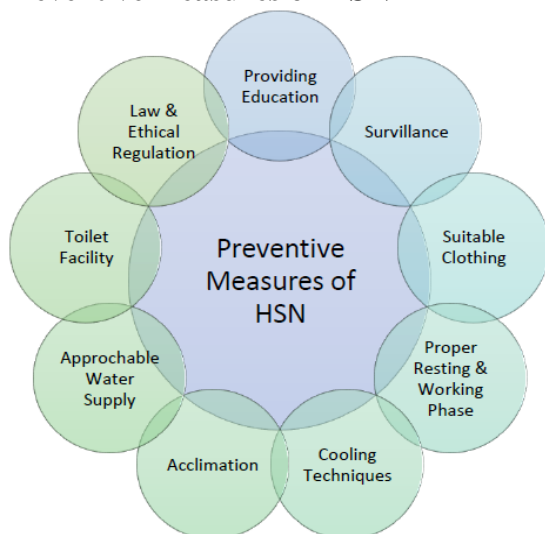 Providing
Education
Survillance
Suitable
Clothing
Proper
Resting &
Working
Phase
Cooling
Techniques
Acclimation
Approchable
Water
Supply
Toilet
Facility
Law &
Ethical
Regulation
Preventive
Measures of
HSN